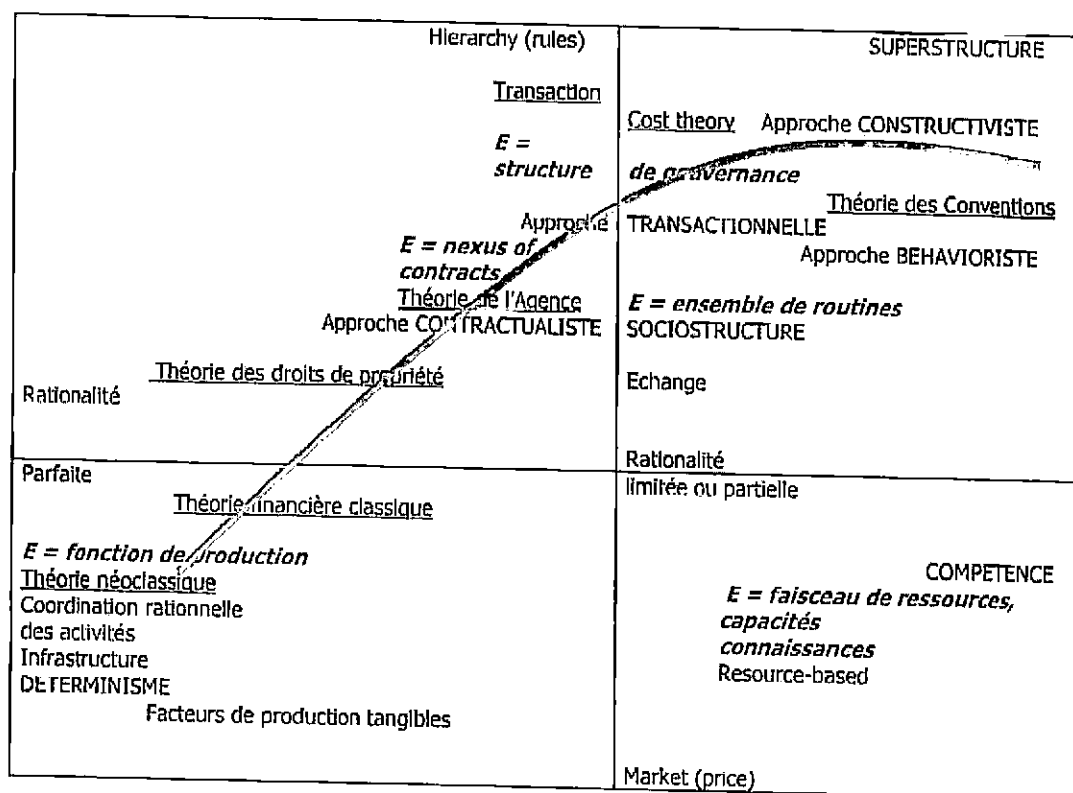 Hierarchy (rules)
SUPERSTRUCTURE
Transaction
Cost theory Approche CONSTRUCTIVISTE
E =
structure de gouvernance
Théorie des Conventions
Approche TRANSACTIONNELLE
E = nexus of
contracts
Approche BEHAVIORISTE
Théorie de l'Agence
E = ensemble de routines
Approche CONTRACTUALISTE
SOCIOSTRUCTURE
Théorie des droits de propriété
Echange
Rationalité
Parfaite
Rationalité
limitée ou partielle
Théorie financière classique
E = fonction de production
Théorie néoclassique
Coordination rationnelle
des activités
Infrastructure
DETERMINISME
Facteurs de production tangibles
COMPETENCE
E = faisceau de ressources,
capacités
connaissances
Resource-based
Market (price)